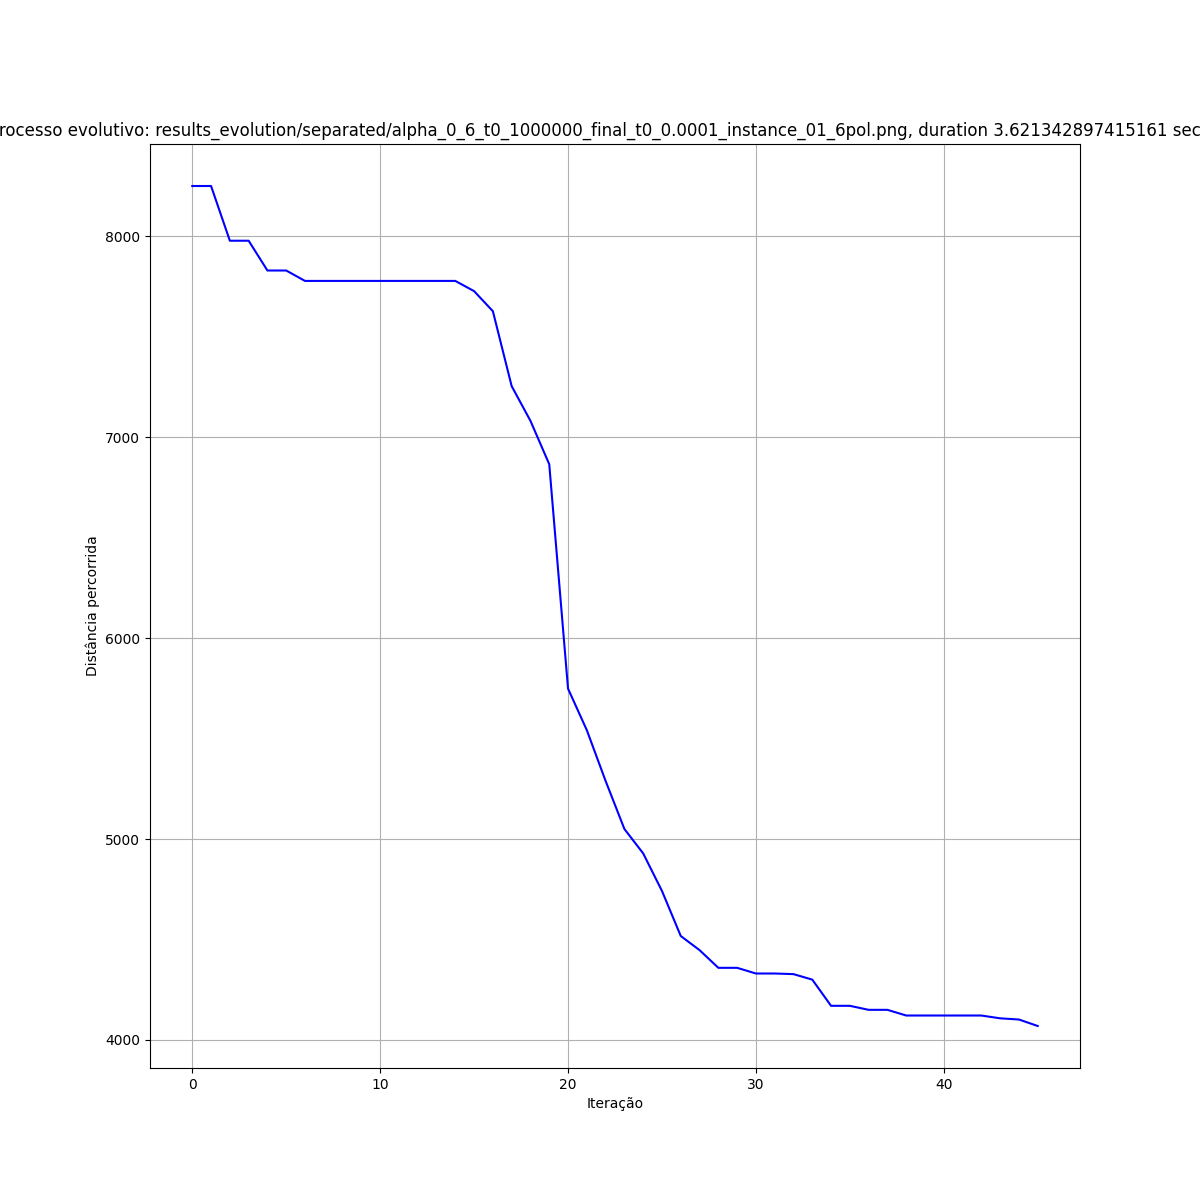 rocesso evolutivo: results_evolution/separated/alpha_0_6_t0_1000000_final_t0_0.0001_instance_01_6pol.png, duration 3.621342897415161 sec
8000
7000
6000
5000
4000
Distância percorrida
0 10 20 30 40
Iteração